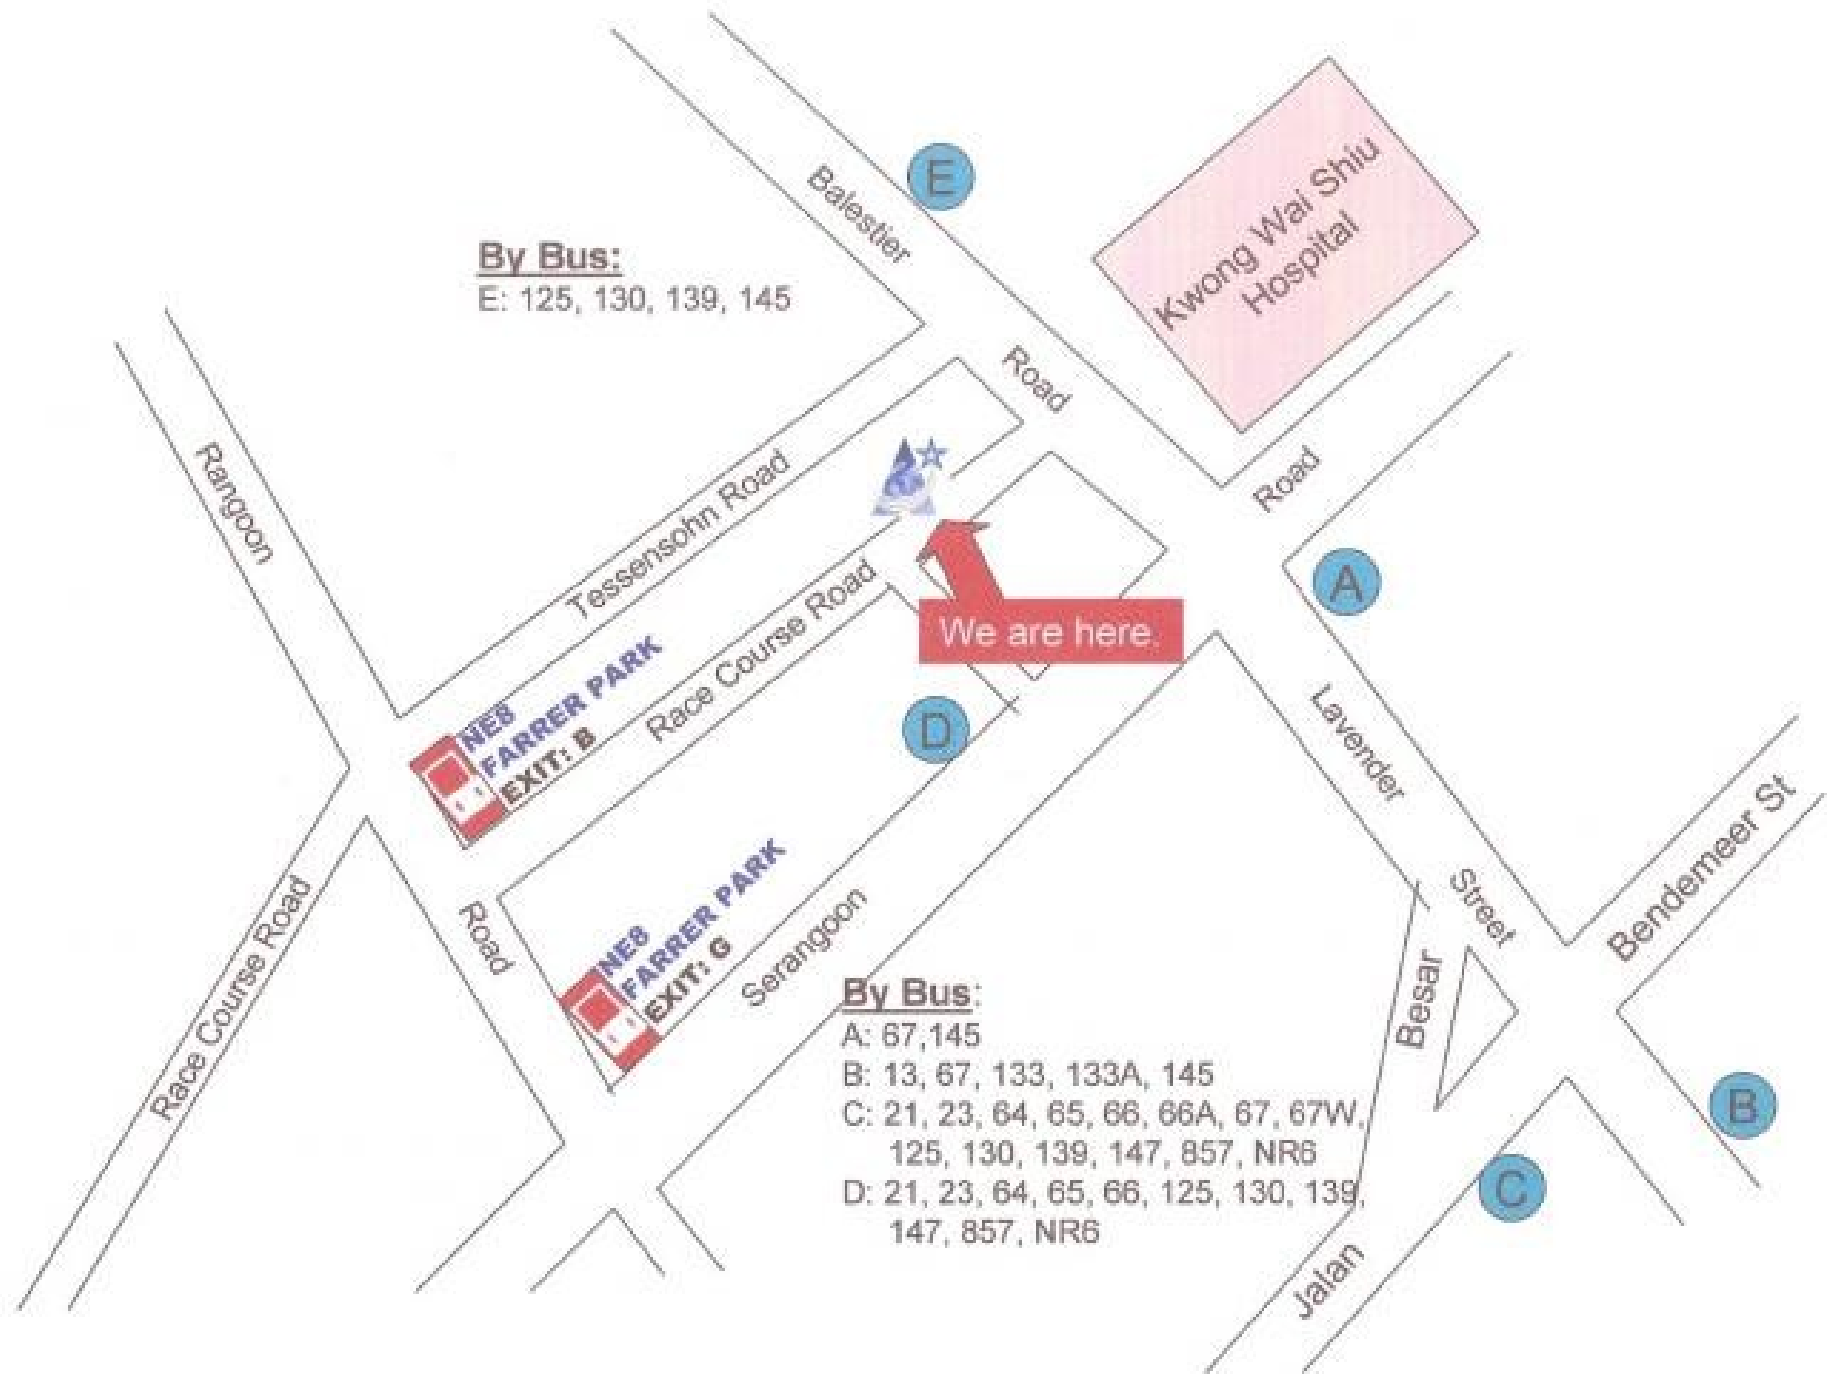 E
Balestier
Kwong Wai Shiu
Hospital
By Bus:
E: 125, 130, 139, 145
Road
Road
Rangoon
Tessensohn Road
A
Race Course Road
We are here.
NE8
FARRER PARK
EXIT: B
D
Lavender
Street
Bendemeer St
Race Course Road
Road
NE8
FARRER PARK
EXIT: G
Serangoon
Besar
By Bus:
A: 67,145
B: 13, 67, 133, 133A, 145
C: 21, 23, 64, 65, 66, 66A, 67, 67W,
125, 130, 139, 147, 857, NR6
D: 21, 23, 64, 65, 66, 125, 130, 139,
147, 857, NR6
B
C
Jalan